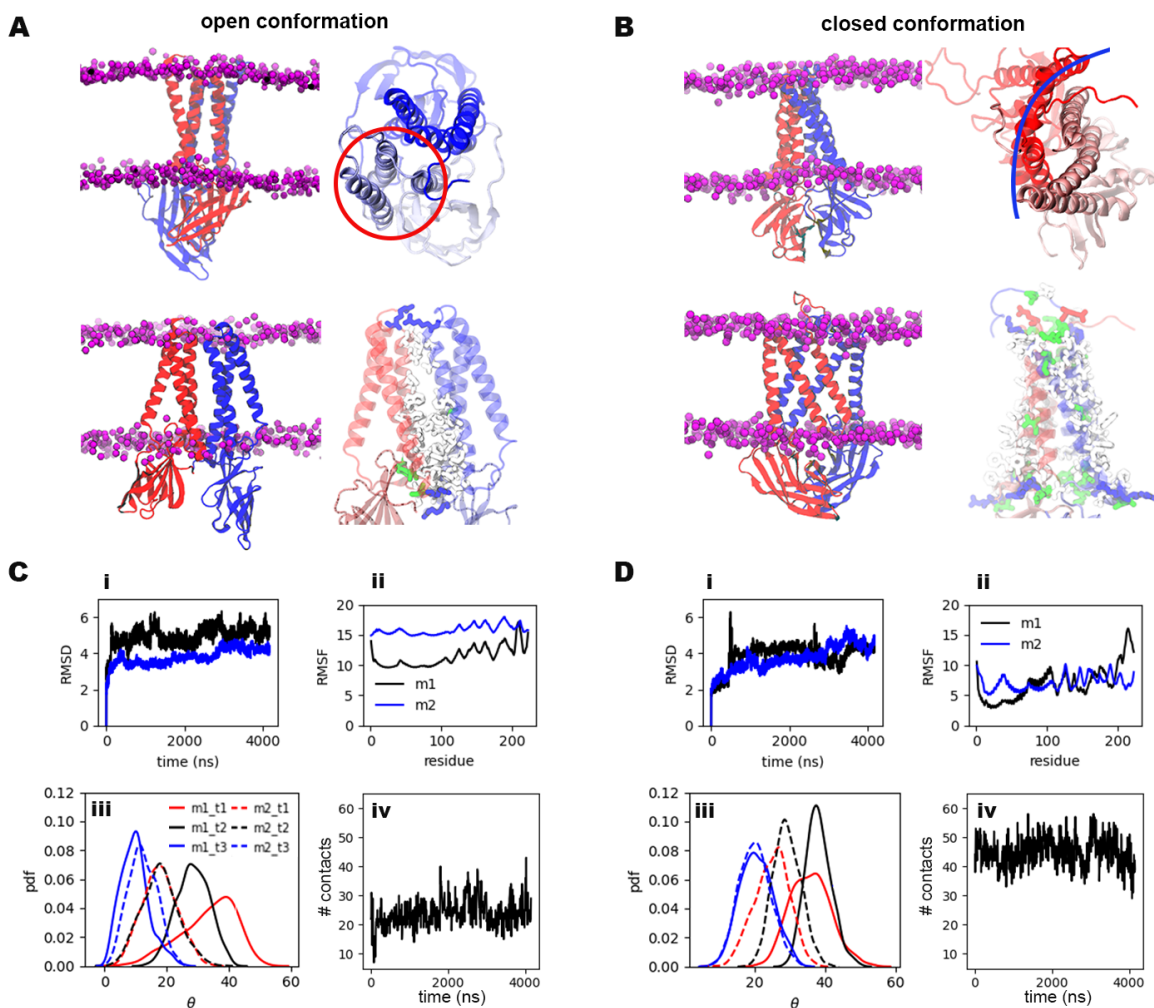 A
open conformation
B
closed conformation
C
i
6
4
2
0
RMSD
0
2000
4000
time (ns)
ii
20
15
10
5
0
RMSF
m1
m2
0
100
200
residue
iii
0.12
0.10
0.08
0.06
0.04
0.02
0.00
pdf
m1_t1
m2_t1
m1_t2
m2_t2
m1_t3
m2_t3
0
20
40
60
θ
iv
60
50
40
30
20
10
# contacts
0
2000
4000
time (ns)
D
i
6
4
2
0
RMSD
0
2000
4000
time (ns)
ii
20
15
10
5
0
RMSF
m1
m2
0
100
200
residue
iii
0.12
0.10
0.08
0.06
0.04
0.02
0.00
pdf
20
40
60
θ
iv
60
50
40
30
20
10
# contacts
0
2000
4000
time (ns)